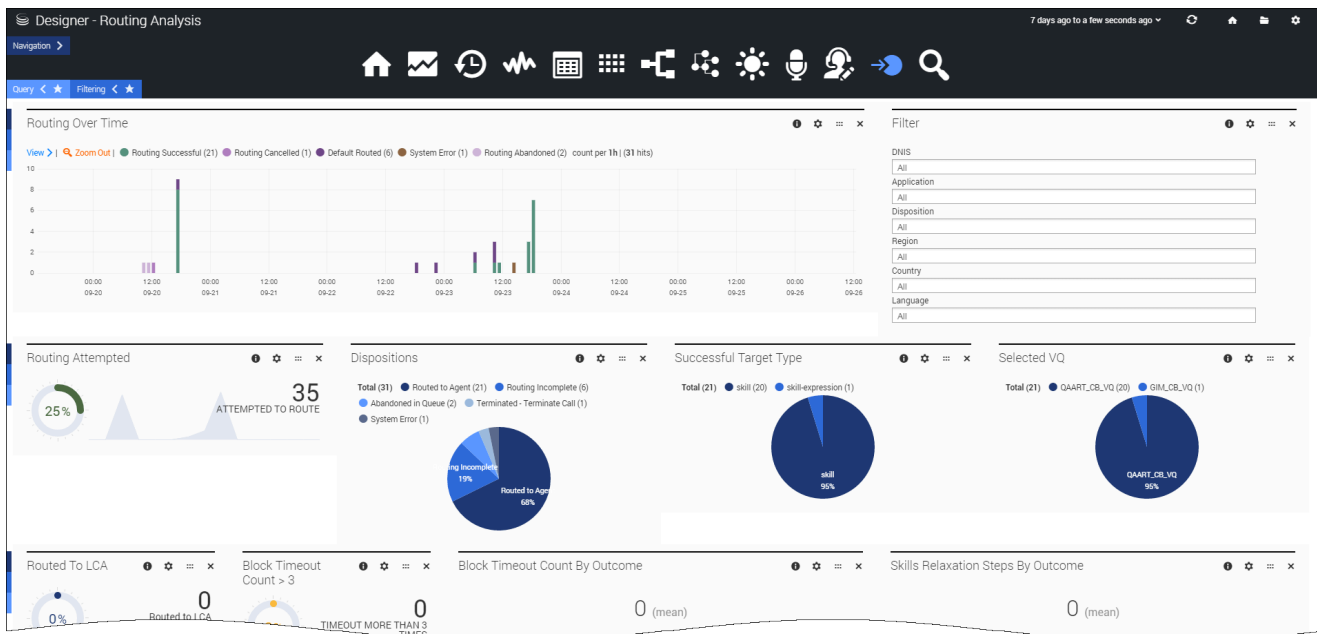 Designer - Routing Analysis
7 days ago to a few seconds ago
Navigation
Query
Filtering
Routing Over Time
View | Zoom Out | Routing Successful (21) Routing Cancelled (1) Default Routed (6) System Error (1) Routing Abandoned (2) count per 1h | (31 hits)
10
8
6
4
2
0
00:00 12:00 00:00 12:00 00:00 12:00 00:00 12:00 00:00 12:00 00:00 12:00 00:00 12:00
09-20 09-20 09-21 09-21 09-22 09-22 09-23 09-23 09-24 09-24 09-25 09-25 09-26 09-26
Filter
DNIS
All
Application
All
Disposition
All
Region
All
Country
All
Language
All
Routing Attempted
25%
35
ATTEMPTED TO ROUTE
Dispositions
Total (31) Routed to Agent (21) Routing Incomplete (6)
Abandoned in Queue (2) Terminated - Terminate Call (1)
System Error (1)
ing Incomplete
19%
Routed to Age
68%
Successful Target Type
Total (21) skill (20) skill-expression (1)
skill
95%
Selected VQ
Total (21) QAART_CB_VQ (20) GIM_CB_VQ (1)
QAART_CB_VQ
95%
Routed To LCA
0%
0
Routed to LCA
Block Timeout
Count > 3
0
TIMEOUT MORE THAN 3
TIMES
Block Timeout Count By Outcome
0 (mean)
Skills Relaxation Steps By Outcome
0 (mean)